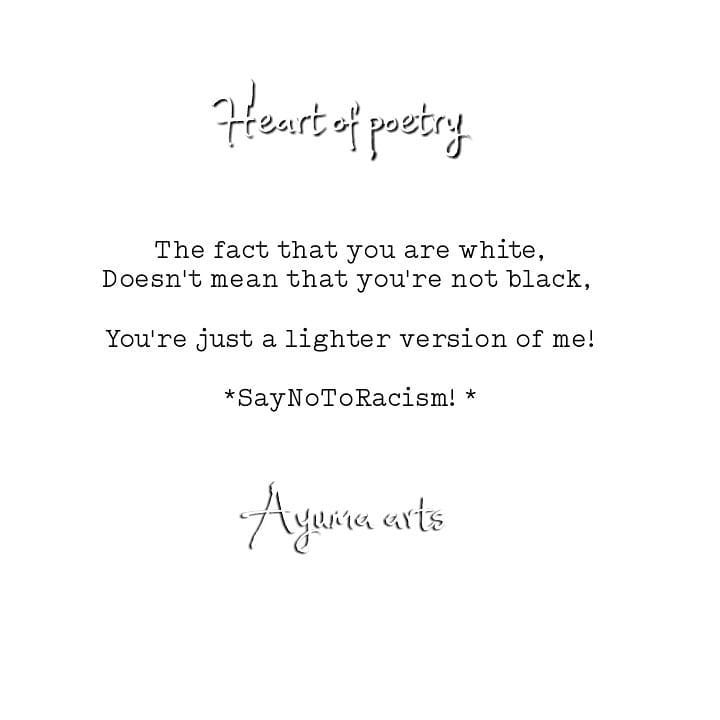 Heart of poetry
The fact that you are white,
Doesn't mean that you're not black,
You're just a lighter version of me!
*SayNoToRacism! *
Ayuma arts